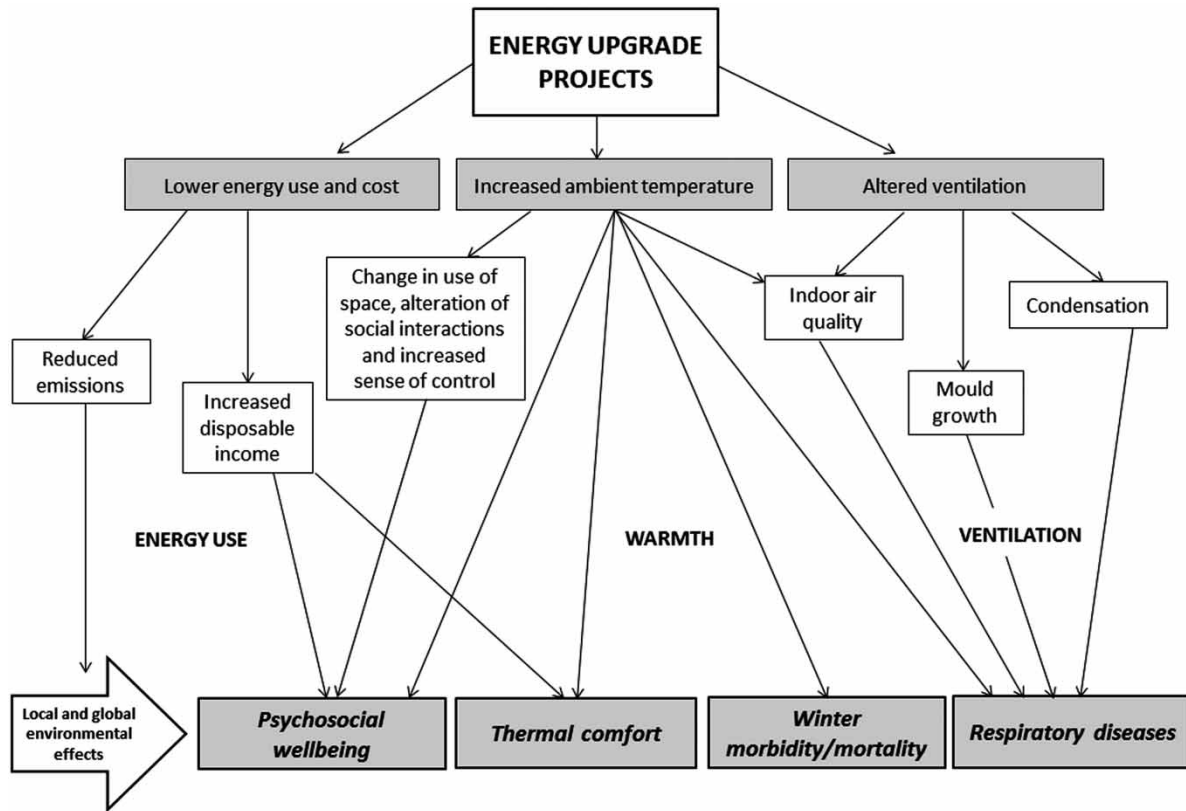 ENERGY UPGRADE
PROJECTS
Lower energy use and cost
Increased ambient temperature
Altered ventilation
Change in use of
space, alteration of
social interactions
and increased
sense of control
Indoor air
quality
Condensation
Reduced
emissions
Increased
disposable
income
Mould
growth
ENERGY USE
WARMTH
VENTILATION
Local and global
environmental
effects
Psychosocial
wellbeing
Thermal comfort
Winter
morbidity/mortality
Respiratory diseases